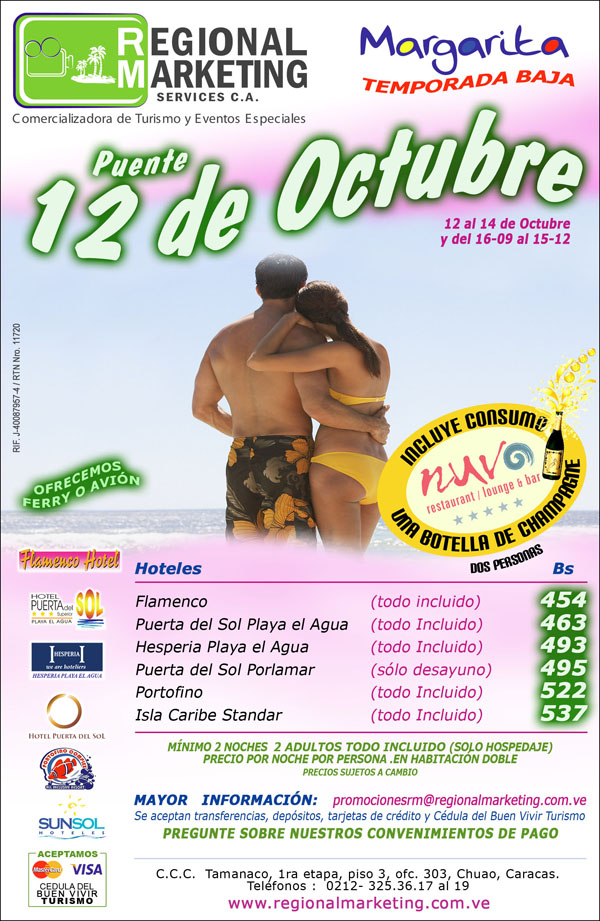 REGIONAL
MARKETING
SERVICES C.A.
Comercializadora de Turismo y Eventos Especiales
Margarita
TEMPORADA BAJA
Puente
12 de Octubre
12 al 14 de Octubre
y del 16-09 al 15-12
RIF. J-40087957-4 / RTN Nro. 11720
INCLUYE CONSUMO
nuvo
restaurant / lounge & bar
UNA BOTELLA DE CHAMPAGNE
DOS PERSONAS
OFRECEMOS
FERRY O AVIÓN
Flamenco Hotel
HOTEL
PUERTA del SOL
Superior
PLAYA EL AGUA
HESPERIA
we are hoteliers
HESPERIA PLAYA EL AGUA
HOTEL PUERTA DEL SOL
SUNSOL
HOTELES
ACEPTAMOS
MasterCard VISA
CEDULA DEL
BUEN VIVIR
TURISMO
Hoteles Bs
Flamenco (todo incluido) 454
Puerta del Sol Playa el Agua (todo Incluido) 463
Hesperia Playa el Agua (todo Incluido) 493
Puerta del Sol Porlamar (sólo desayuno) 495
Portofino (todo Incluido) 522
Isla Caribe Standar (todo Incluido) 537
MÍNIMO 2 NOCHES 2 ADULTOS TODO INCLUIDO (SOLO HOSPEDAJE)
PRECIO POR NOCHE POR PERSONA .EN HABITACIÓN DOBLE
PRECIOS SUJETOS A CAMBIO
MAYOR INFORMACIÓN: promocionesrm@regionalmarketing.com.ve
Se aceptan transferencias, depósitos, tarjetas de crédito y Cédula del Buen Vivir Turismo
PREGUNTE SOBRE NUESTROS CONVENIMIENTOS DE PAGO
C.C.C. Tamanaco, 1ra etapa, piso 3, ofc. 303, Chuao, Caracas.
Teléfonos : 0212- 325.36.17 al 19
www.regionalmarketing.com.ve